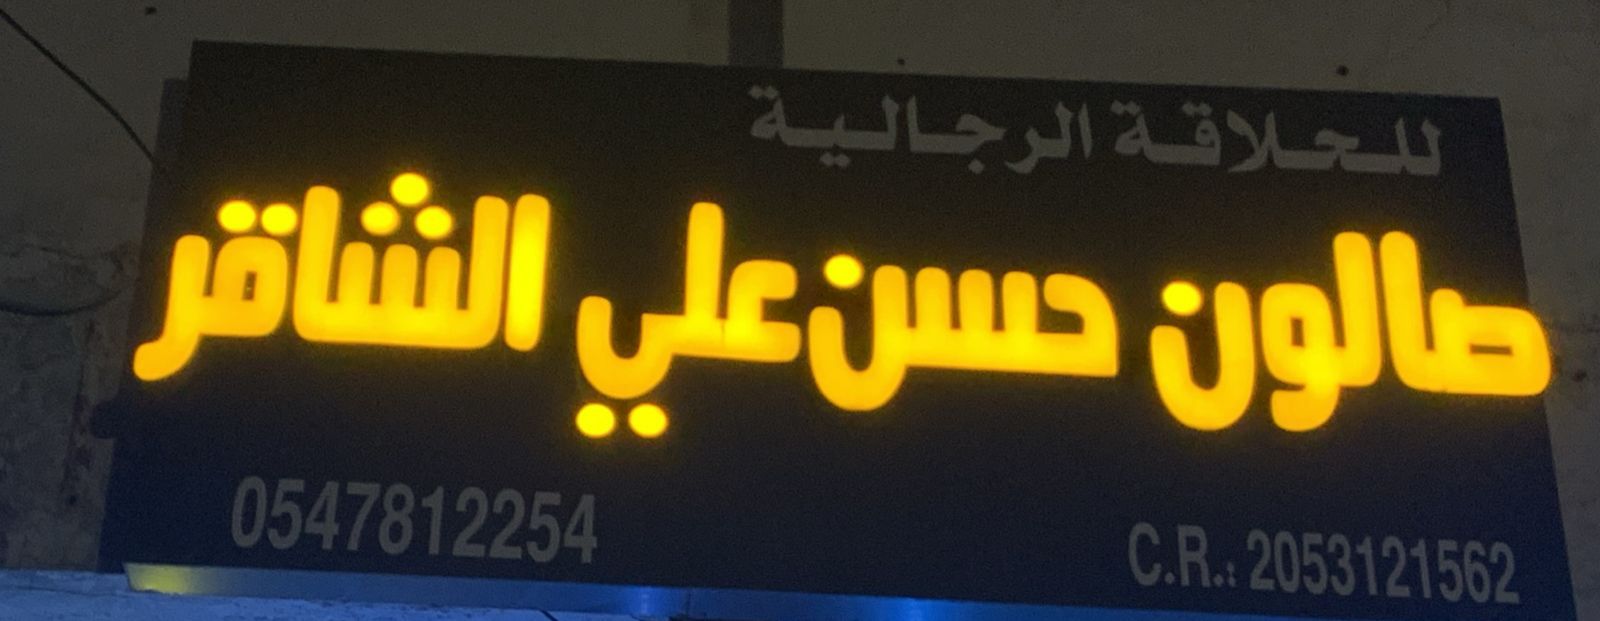 للحلاقة الرجالية
صالون حسن علي الشاقر
0547812254
C.R.: 2053121562